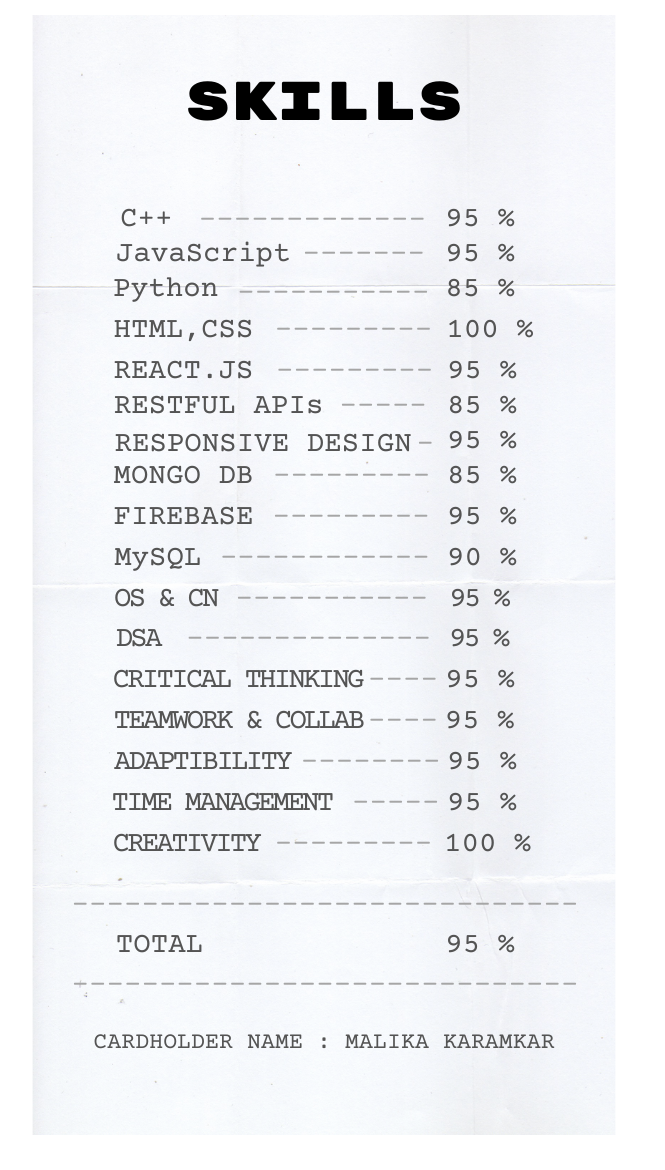 SKILLS
C++ ------------- 95 %
JavaScript ------- 95 %
Python ----------- 85 %
HTML,CSS --------- 100 %
REACT.JS --------- 95 %
RESTFUL APIs ----- 85 %
RESPONSIVE DESIGN- 95 %
MONGO DB --------- 85 %
FIREBASE --------- 95 %
MySQL ------------ 90 %
OS & CN ----------- 95 %
DSA -------------- 95 %
CRITICAL THINKING---- 95 %
TEAMWORK & COLLAB---- 95 %
ADAPTIBILITY -------- 95 %
TIME MANAGEMENT ----- 95 %
CREATIVITY --------- 100 %
-----------------------------
TOTAL 95 %
-----------------------------
CARDHOLDER NAME : MALIKA KARAMKAR